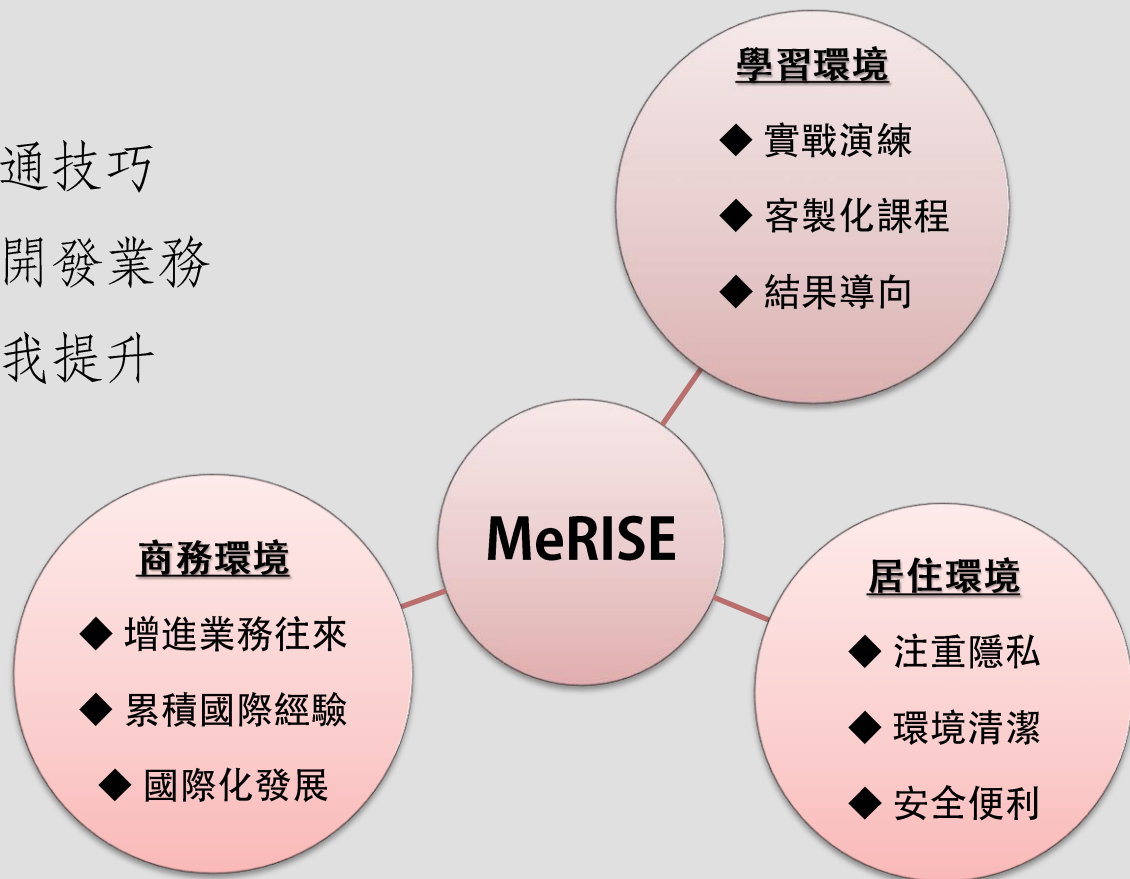 通技巧
開發業務
我提升
學習環境
◆ 實戰演練
◆ 客製化課程
◆ 結果導向
MeRISE
商務環境
◆ 增進業務往來
◆ 累積國際經驗
◆ 國際化發展
居住環境
◆ 注重隱私
◆ 環境清潔
◆ 安全便利